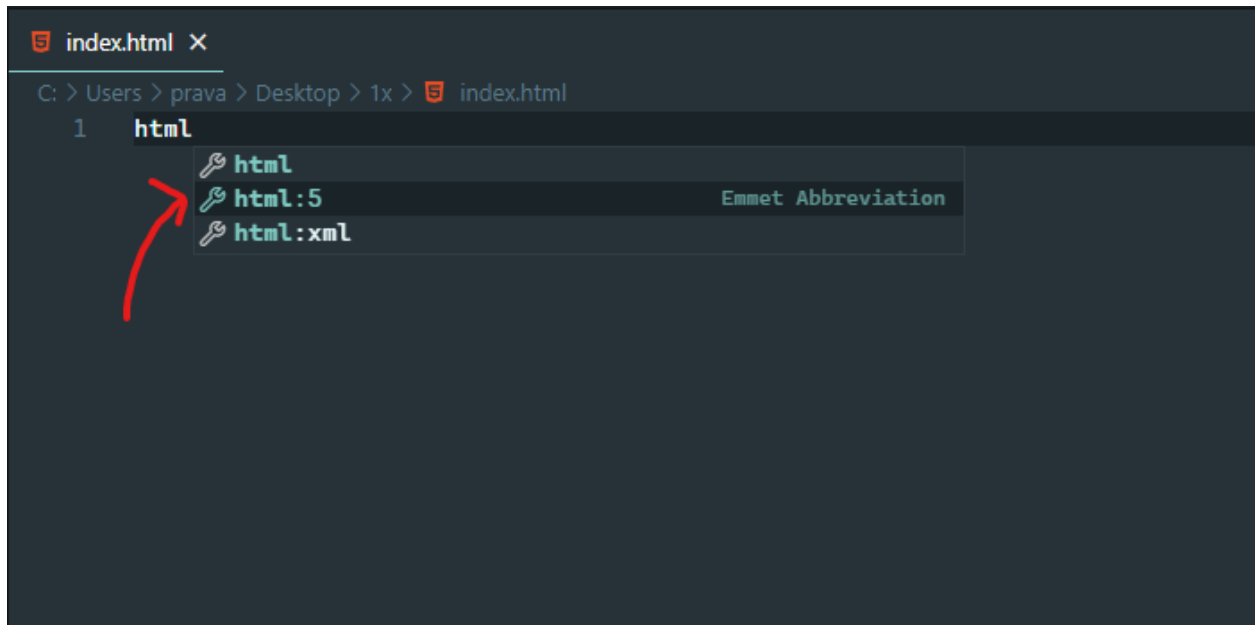 index.html
C: > Users > prava > Desktop > 1x > index.html
1 html
html
html:5 Emmet Abbreviation
html:xml